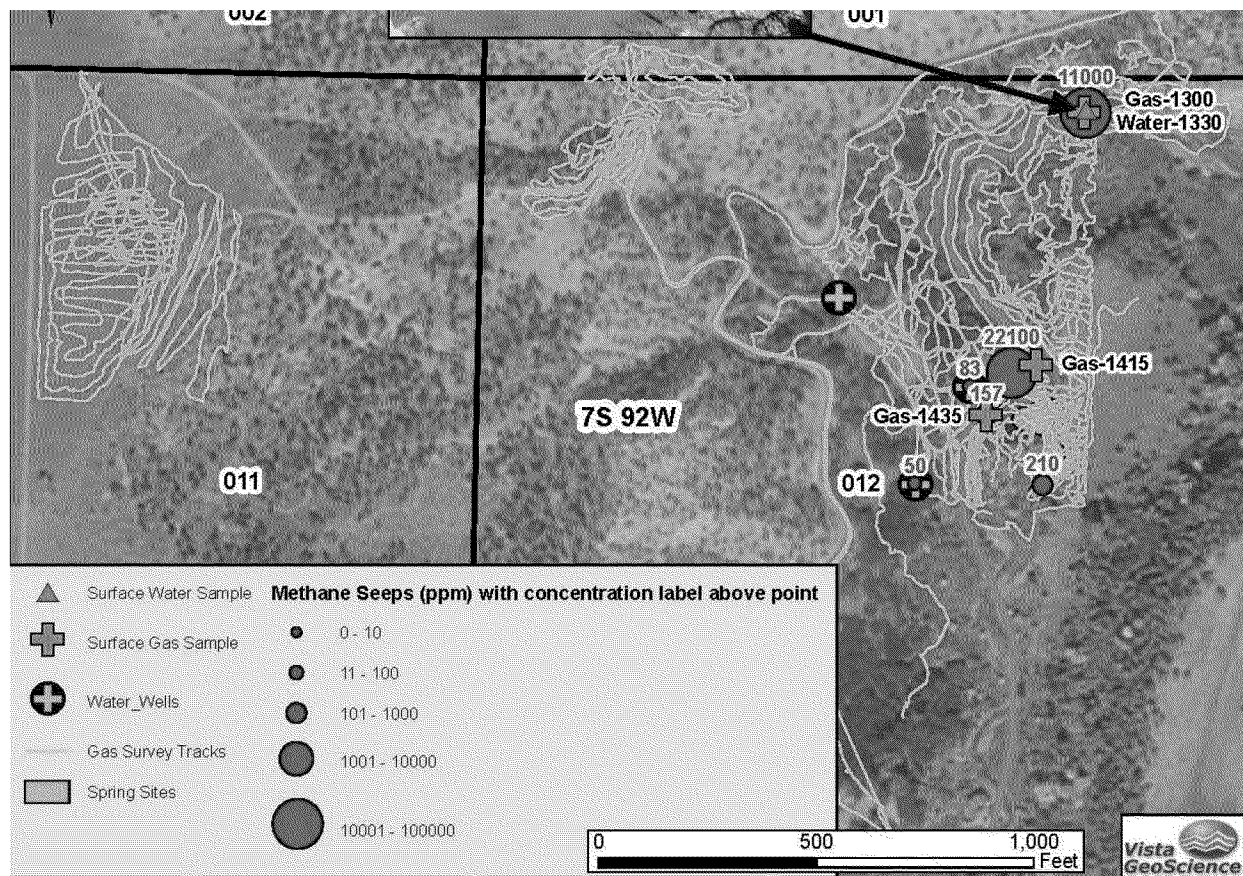 002
001
11000
Gas-1300
Water-1330
22100
Gas-1415
83
157
Gas-1435
7S 92W
50
210
011
012
Methane Seeps (ppm) with concentration label above point
Surface Water Sample
Surface Gas Sample
Water_Wells
Gas Survey Tracks
Spring Sites
0 - 10
11 - 100
101 - 1000
1001 - 10000
10001 - 100000
0 500 1,000
Feet
Vista
GeoScience